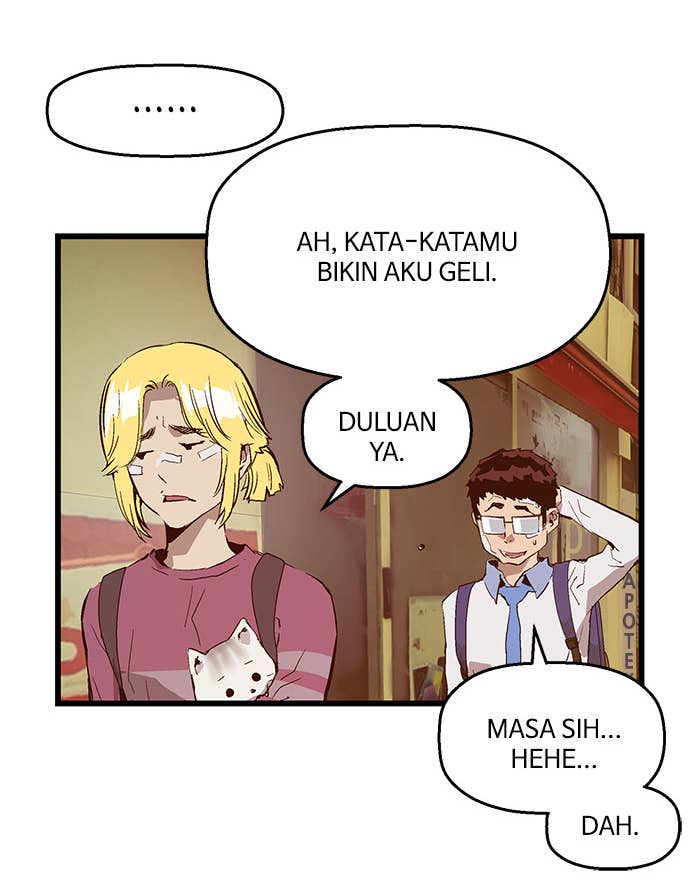 ......
AH, KATA-KATAMU
BIKIN AKU GELI.
DULUAN
YA.
APOTE
MASA SIH...
HEHE...
DAH.